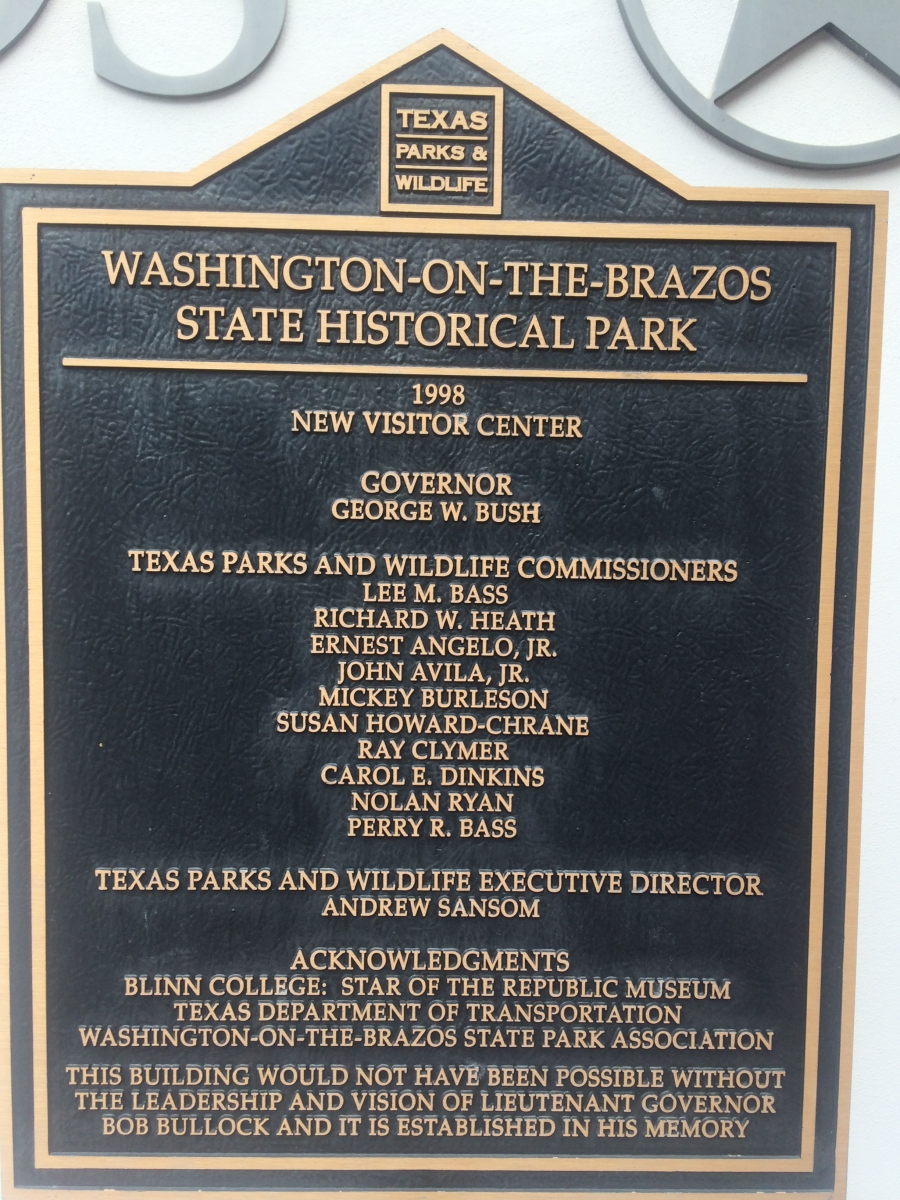 TEXAS
PARKS &
WILDLIFE
WASHINGTON-ON-THE-BRAZOS
STATE HISTORICAL PARK
1998
NEW VISITOR CENTER
GOVERNOR
GEORGE W. BUSH
TEXAS PARKS AND WILDLIFE COMMISSIONERS
LEE M. BASS
RICHARD W. HEATH
ERNEST ANGELO, JR.
JOHN AVILA, JR.
MICKEY BURLESON
SUSAN HOWARD-CHRANE
RAY CLYMER
CAROL E. DINKINS
NOLAN RYAN
PERRY R. BASS
TEXAS PARKS AND WILDLIFE EXECUTIVE DIRECTOR
ANDREW SANSOM
ACKNOWLEDGMENTS
BLINN COLLEGE: STAR OF THE REPUBLIC MUSEUM
TEXAS DEPARTMENT OF TRANSPORTATION
WASHINGTON-ON-THE-BRAZOS STATE PARK ASSOCIATION
THIS BUILDING WOULD NOT HAVE BEEN POSSIBLE WITHOUT
THE LEADERSHIP AND VISION OF LIEUTENANT GOVERNOR
BOB BULLOCK AND IT IS ESTABLISHED IN HIS MEMORY